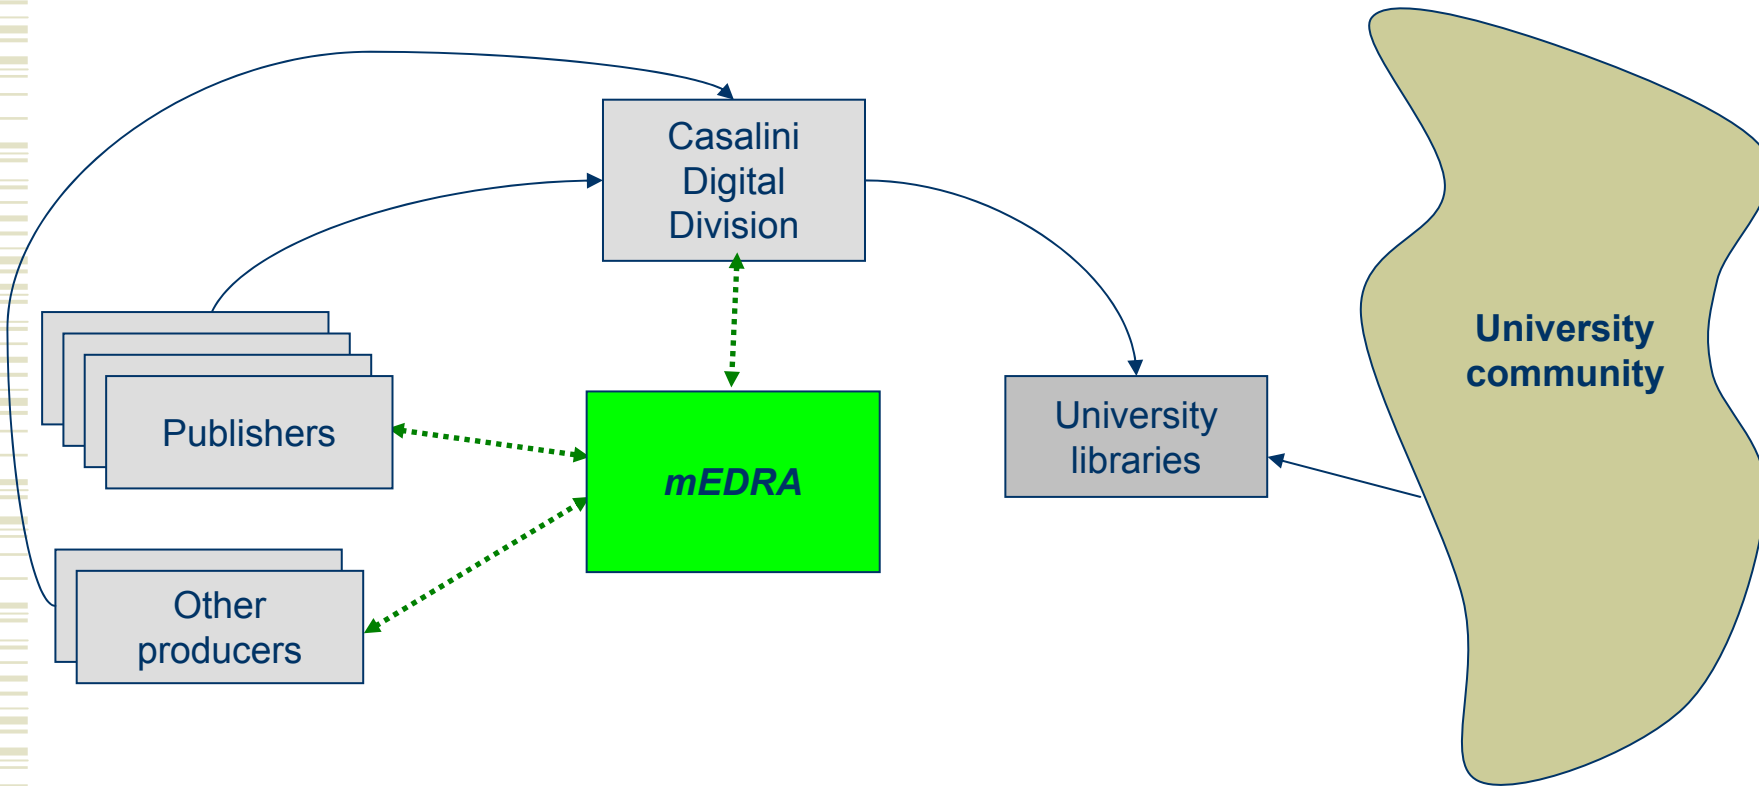 Casalini
Digital
Division
University
community
Publishers
University
libraries
mEDRA
Other
producers